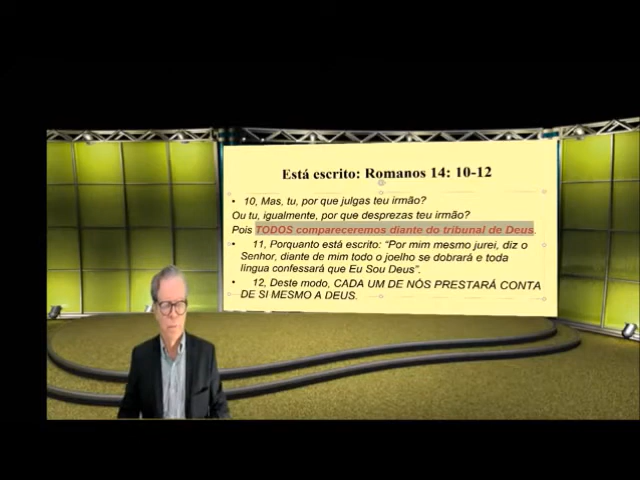 Está escrito: Romanos 14: 10-12
• 10, Mas, tu, por que julgas teu irmão?
Ou tu, igualmente, por que desprezas teu irmão?
Pois TODOS compareceremos diante do tribunal de Deus.
• 11, Porquanto está escrito: “Por mim mesmo jurei, diz o
Senhor, diante de mim todo o joelho se dobrará e toda
língua confessará que Eu Sou Deus”.
• 12, Deste modo, CADA UM DE NÓS PRESTARÁ CONTA
DE SI MESMO A DEUS.